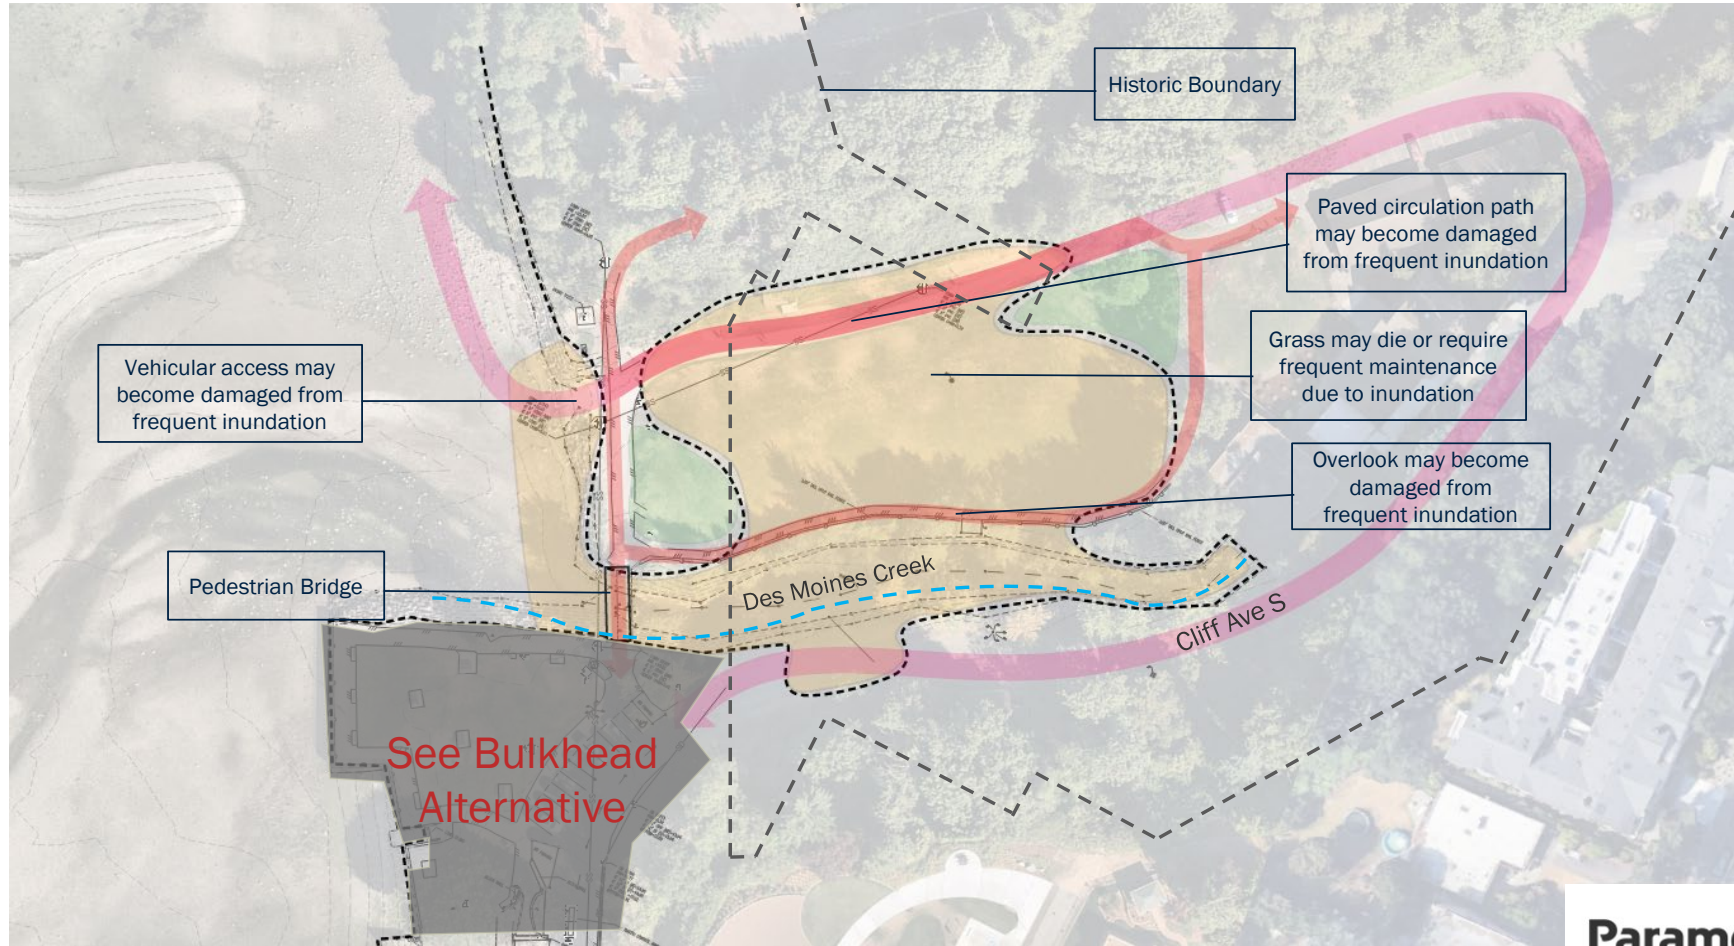 Historic Boundary
Paved circulation path
may become damaged
from frequent inundation
Grass may die or require
frequent maintenance
due to inundation
Vehicular access may
become damaged from
frequent inundation
Overlook may become
damaged from
frequent inundation
Pedestrian Bridge
Des Moines Creek
Cliff Ave S
See Bulkhead
Alternative
Param